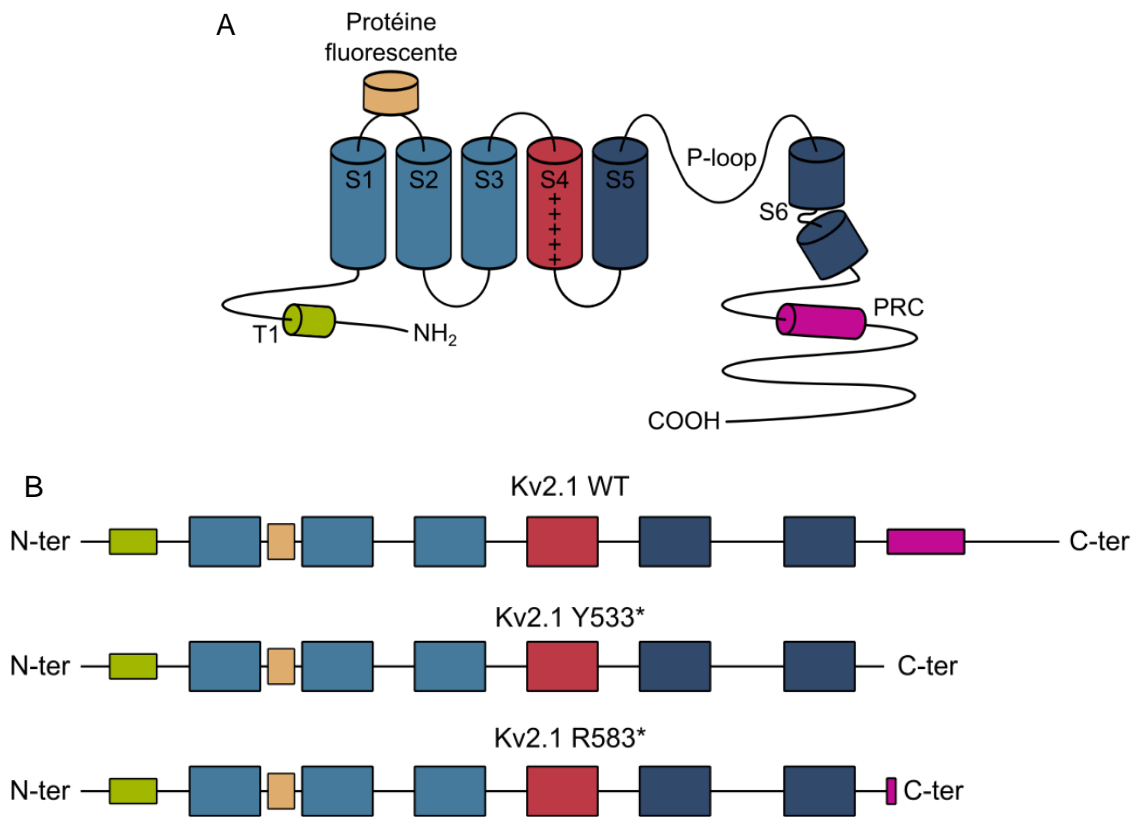 A
Protéine
fluorescente
S1 S2 S3 S4 S5 P-loop
+
+
+
+
+
S6
T1 NH₂ PRC
COOH
B
Kv2.1 WT
N-ter C-ter
Kv2.1 Y533*
N-ter C-ter
Kv2.1 R583*
N-ter C-ter